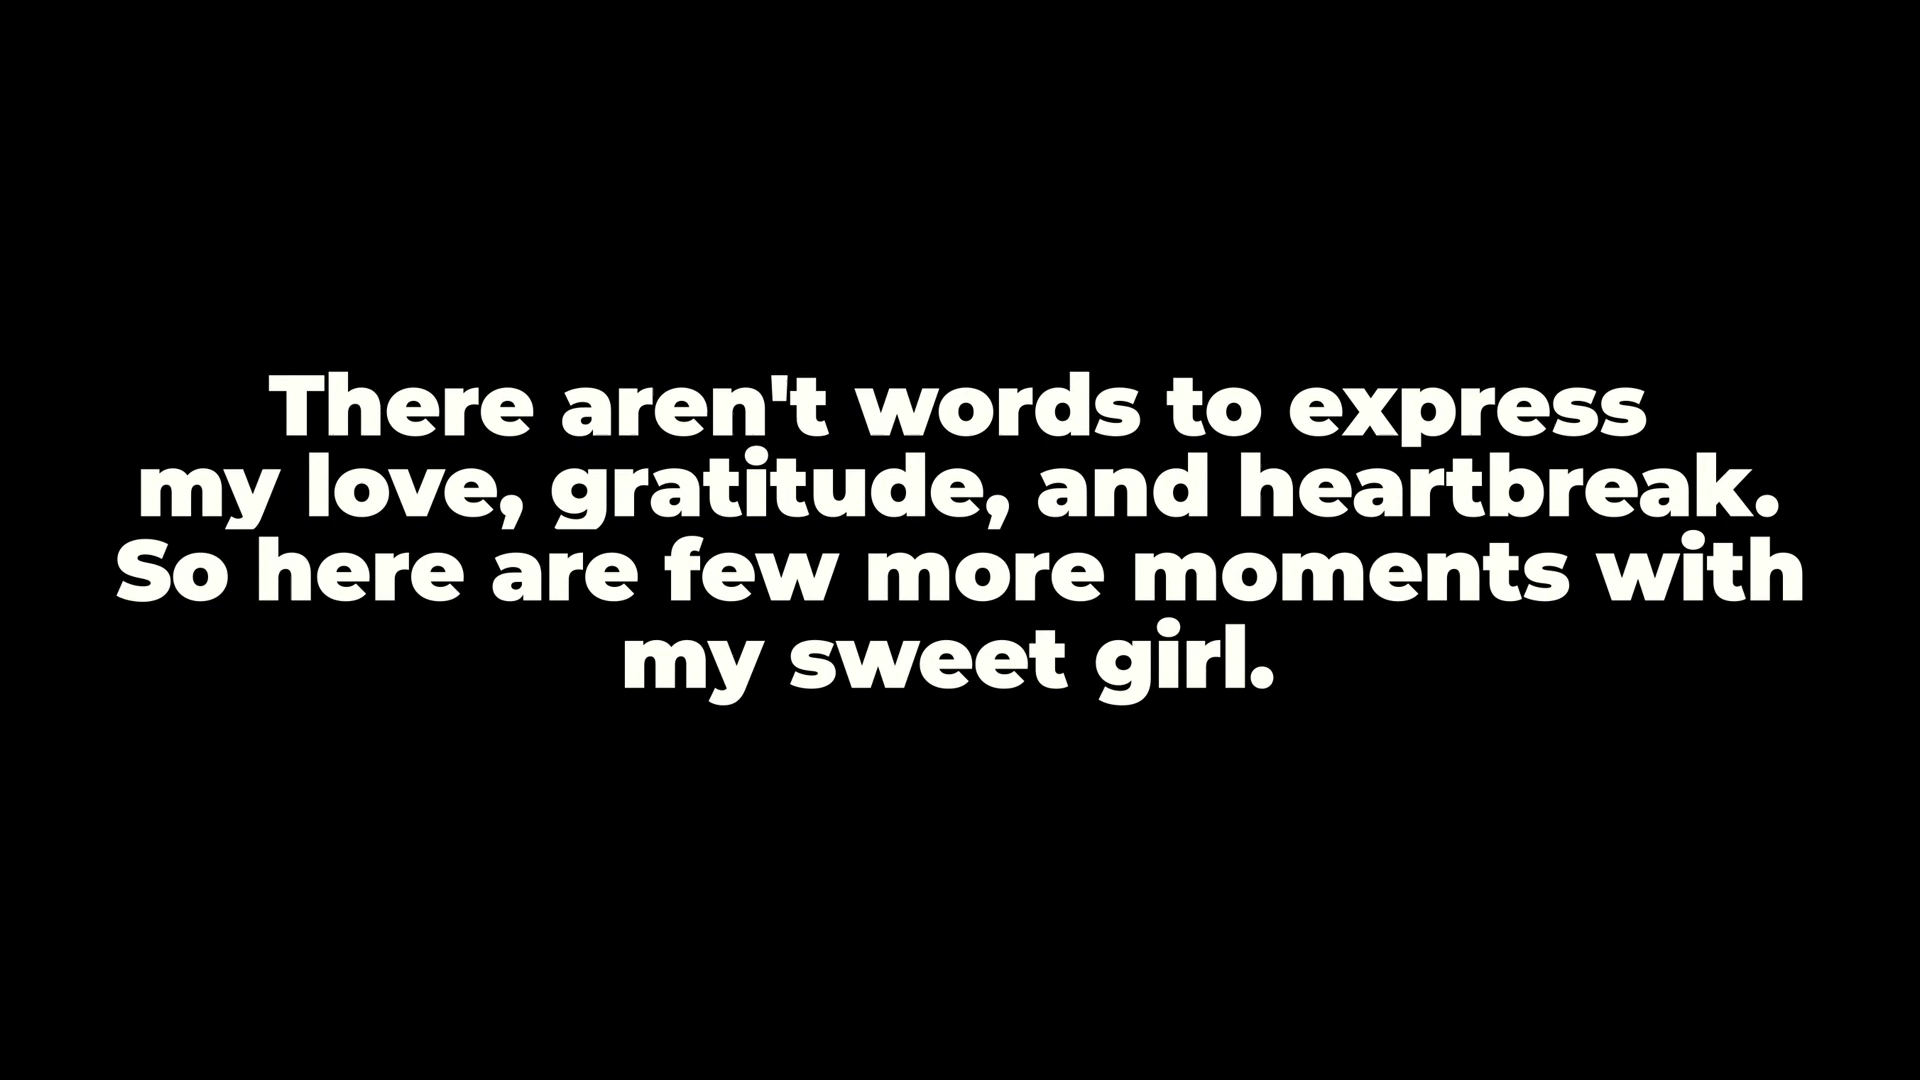 There aren't words to express
my love, gratitude, and heartbreak.
So here are few more moments with
my sweet girl.